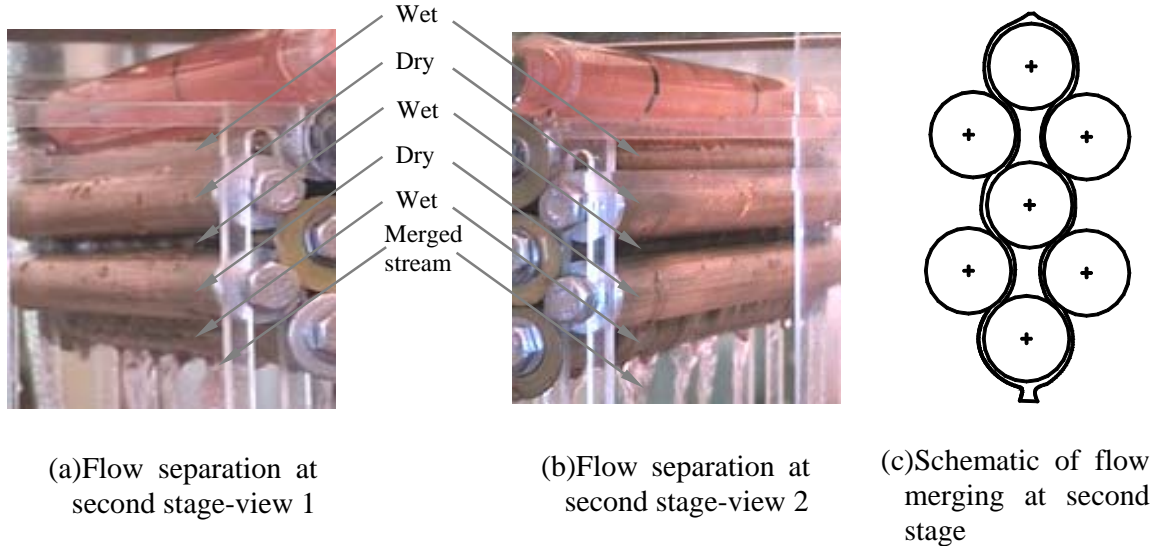 Wet
Dry
Wet
Dry
Wet
Merged
stream
(a)Flow separation at
second stage-view 1
(b)Flow separation at
second stage-view 2
(c)Schematic of flow
merging at second
stage